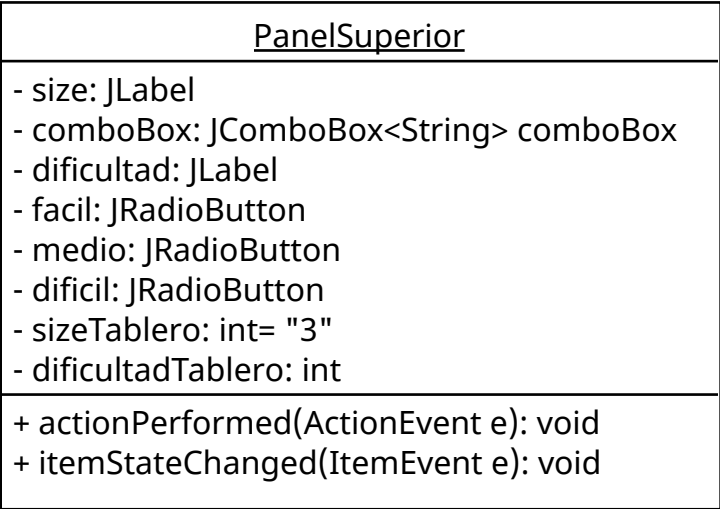 PanelSuperior
- size: JLabel
- comboBox: JComboBox<String> comboBox
- dificultad: JLabel
- facil: JRadioButton
- medio: JRadioButton
- dificil: JRadioButton
- sizeTablero: int= "3"
- dificultadTablero: int
+ actionPerformed(ActionEvent e): void
+ itemStateChanged(ItemEvent e): void